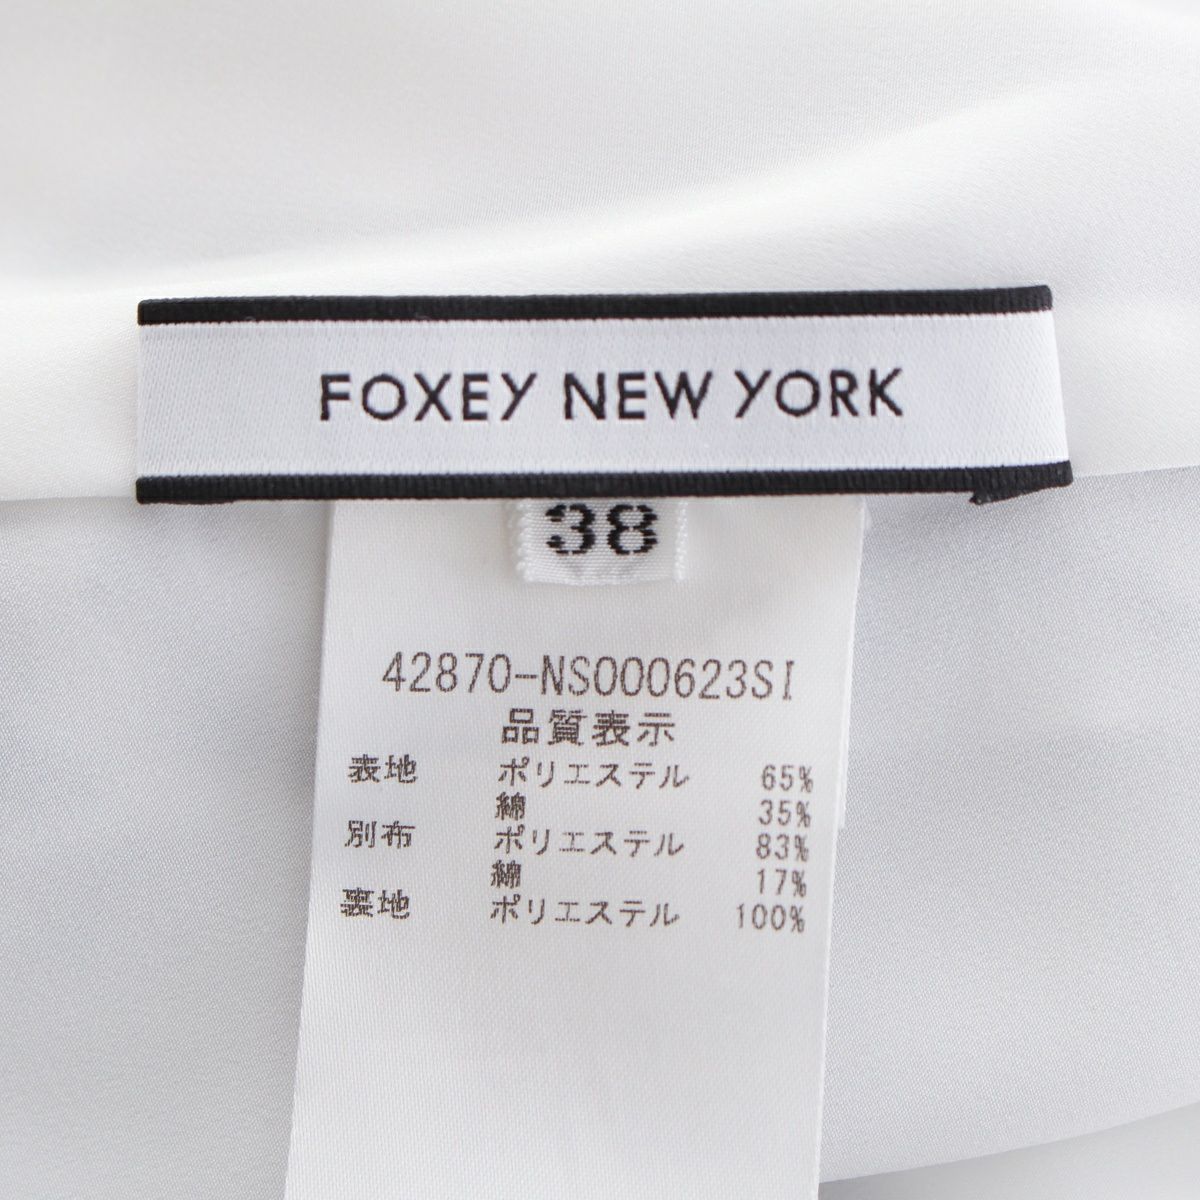 FOXEY NEW YORK
38
42870-NS000623SI
品質表示
表地 ポリエステル 65%
綿 35%
別布 ポリエステル 83%
綿 17%
裏地 ポリエステル 100%